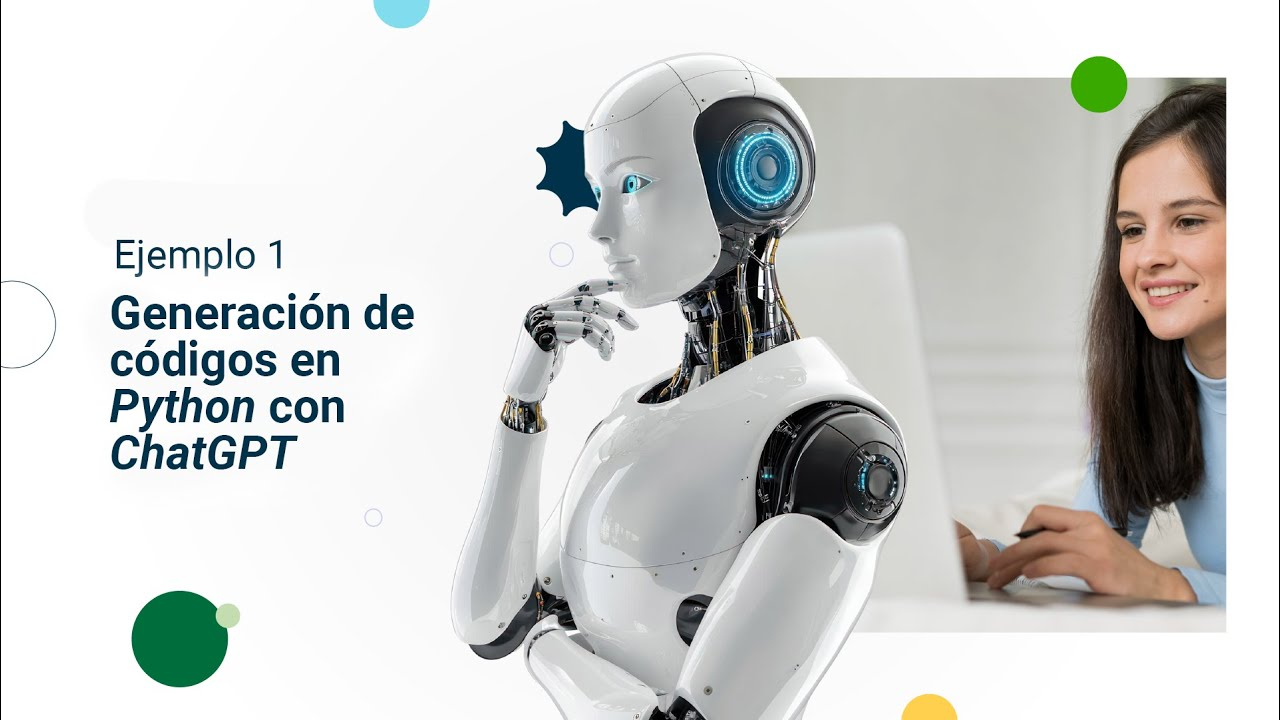 Ejemplo 1
Generación de
códigos en
Python con
ChatGPT